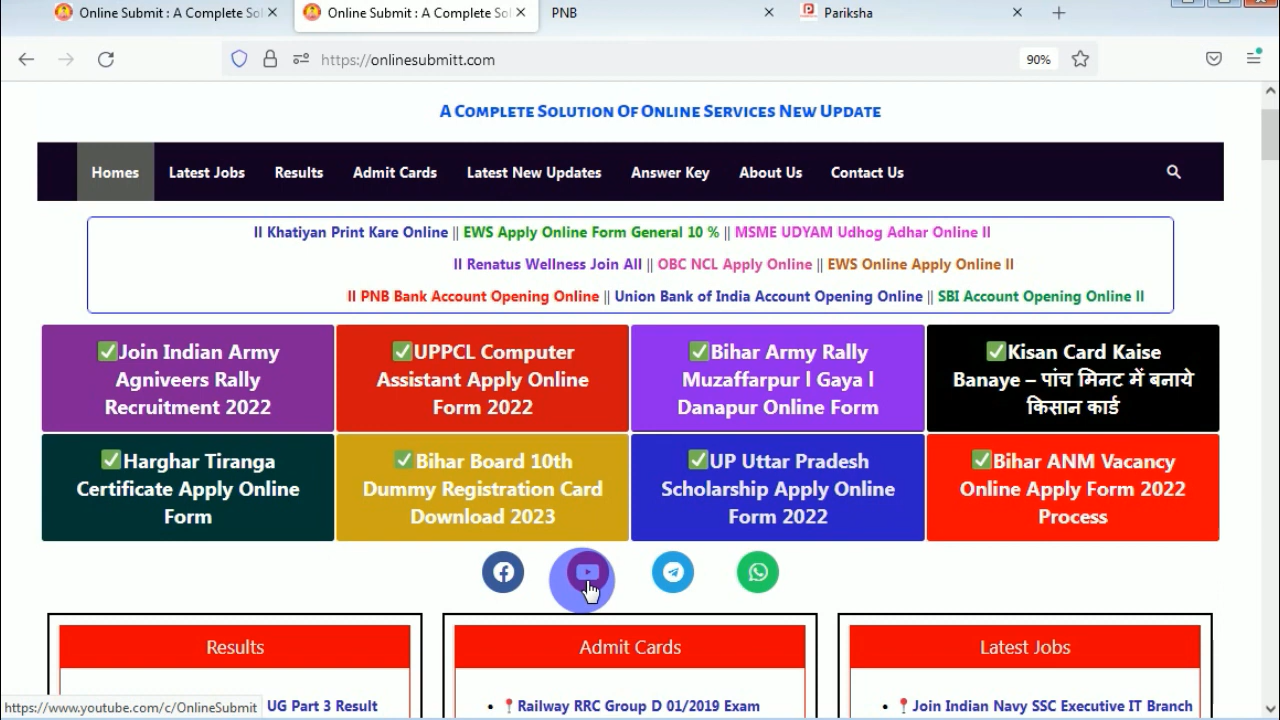 Online Submit : A Complete Sol
Online Submit : A Complete Sol
PNB
Pariksha
https://onlinesubmitt.com
90%
A Complete Solution Of Online Services New Update
Homes
Latest Jobs
Results
Admit Cards
Latest New Updates
Answer Key
About Us
Contact Us
II Khatiyan Print Kare Online || EWS Apply Online Form General 10 % || MSME UDYAM Udhog Adhar Online II
II Renatus Wellness Join All || OBC NCL Apply Online || EWS Online Apply Online II
II PNB Bank Account Opening Online || Union Bank of India Account Opening Online || SBI Account Opening Online II
✅Join Indian Army
Agniveers Rally
Recruitment 2022
✅UPPCL Computer
Assistant Apply Online
Form 2022
✅Bihar Army Rally
Muzaffarpur l Gaya l
Danapur Online Form
✅Kisan Card Kaise
Banaye – पांच मिनट में बनाये
किसान कार्ड
✅Harghar Tiranga
Certificate Apply Online
Form
✅Bihar Board 10th
Dummy Registration Card
Download 2023
✅UP Uttar Pradesh
Scholarship Apply Online
Form 2022
✅Bihar ANM Vacancy
Online Apply Form 2022
Process
Results
Admit Cards
Latest Jobs
UG Part 3 Result
📍Railway RRC Group D 01/2019 Exam
📍Join Indian Navy SSC Executive IT Branch
https://www.youtube.com/c/OnlineSubmit